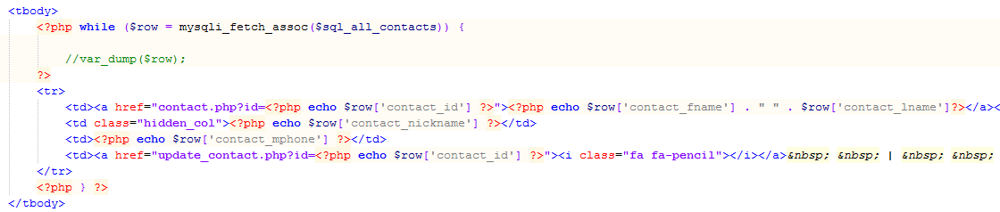 <tbody>
<?php while ($row = mysqli_fetch_assoc($sql_all_contacts)) {
//var_dump($row);
?>
<tr>
<td><a href="contact.php?id=<?php echo $row['contact_id'] ?>"><?php echo $row['contact_fname'] . " " . $row['contact_lname']?></a><
<td class="hidden_col"><?php echo $row['contact_nickname'] ?></td>
<td><?php echo $row['contact_mphone'] ?></td>
<td><a href="update_contact.php?id=<?php echo $row['contact_id'] ?>"><i class="fa fa-pencil"></i></a>&nbsp; &nbsp; | &nbsp; &nbsp;
</tr>
<?php } ?>
</tbody>